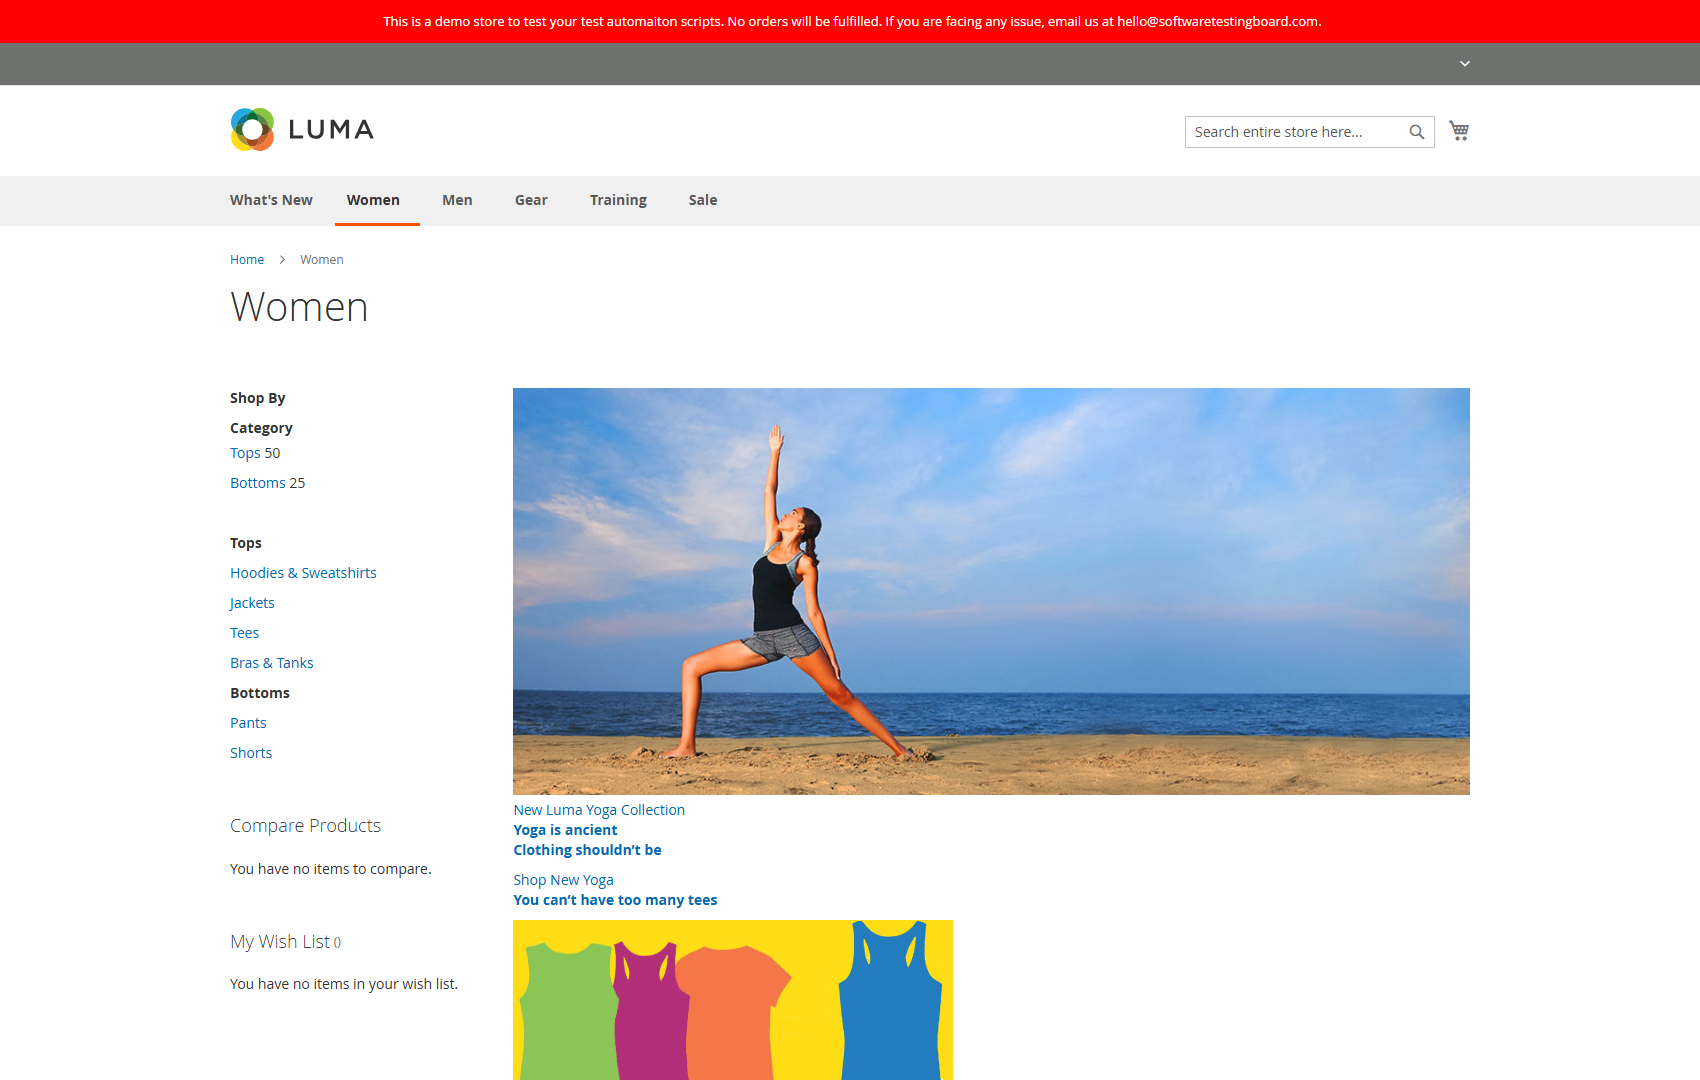 This is a demo store to test your test automaiton scripts. No orders will be fulfilled. If you are facing any issue, email us at hello@softwaretestingboard.com.
LUMA
Search entire store here...
What's New
Women
Men
Gear
Training
Sale
Home
Women
Women
Shop By
Category
Tops 50
Bottoms 25
Tops
Hoodies & Sweatshirts
Jackets
Tees
Bras & Tanks
Bottoms
Pants
Shorts
Compare Products
You have no items to compare.
My Wish List ()
You have no items in your wish list.
New Luma Yoga Collection
Yoga is ancient
Clothing shouldn’t be
Shop New Yoga
You can’t have too many tees